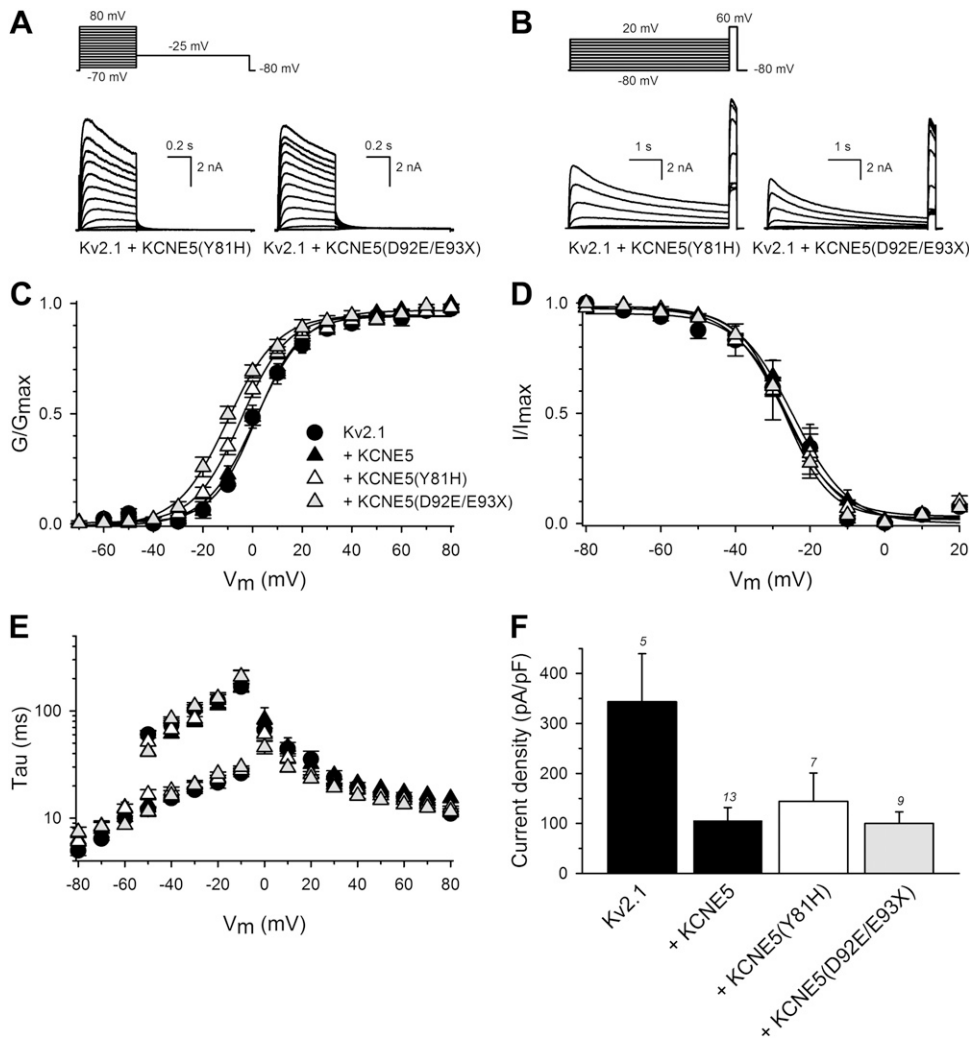 A
80 mV
-25 mV
-70 mV
-80 mV
0.2 s
2 nA
0.2 s
2 nA
Kv2.1 + KCNE5(Y81H)
Kv2.1 + KCNE5(D92E/E93X)
B
60 mV
20 mV
-80 mV
-80 mV
1 s
2 nA
1 s
2 nA
Kv2.1 + KCNE5(Y81H)
Kv2.1 + KCNE5(D92E/E93X)
C
1.0
0.5
0.0
G/Gmax
Kv2.1
+ KCNE5
+ KCNE5(Y81H)
+ KCNE5(D92E/E93X)
-60 -40 -20 0 20 40 60 80
Vm (mV)
D
1.0
0.5
0.0
I/Imax
-80 -60 -40 -20 0 20
Vm (mV)
E
100
10
Tau (ms)
-80 -60 -40 -20 0 20 40 60 80
Vm (mV)
F
400
350
300
250
200
150
100
50
0
Current density (pA/pF)
5
13
7
9
Kv2.1
+ KCNE5
+ KCNE5(Y81H)
+ KCNE5(D92E/E93X)